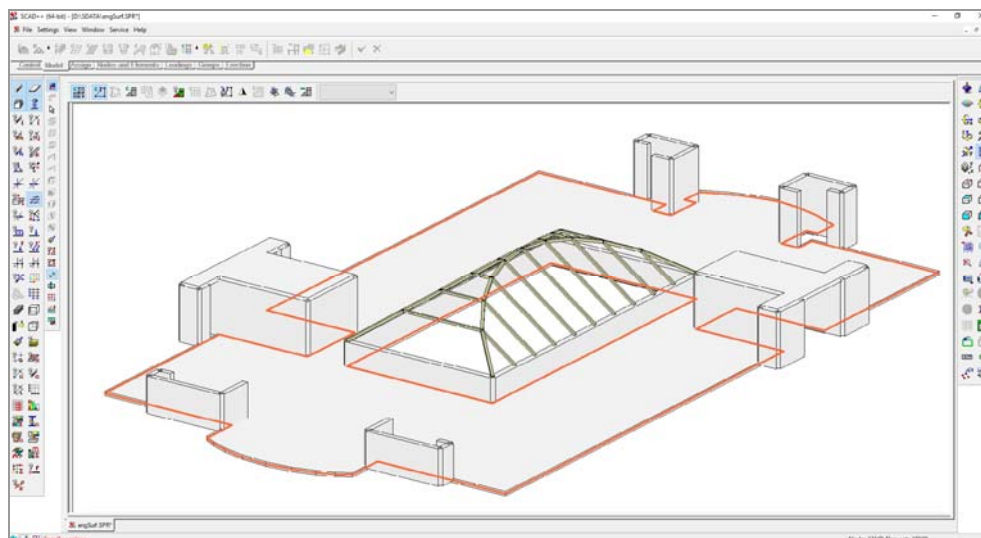 SCAD++ (64-bit) - [D:\SDATA\engSurf.SPR*]
File Settings View Window Service Help
Control Model Assign Nodes and Elements Loadings Groups Erection
engSurf.SPR*